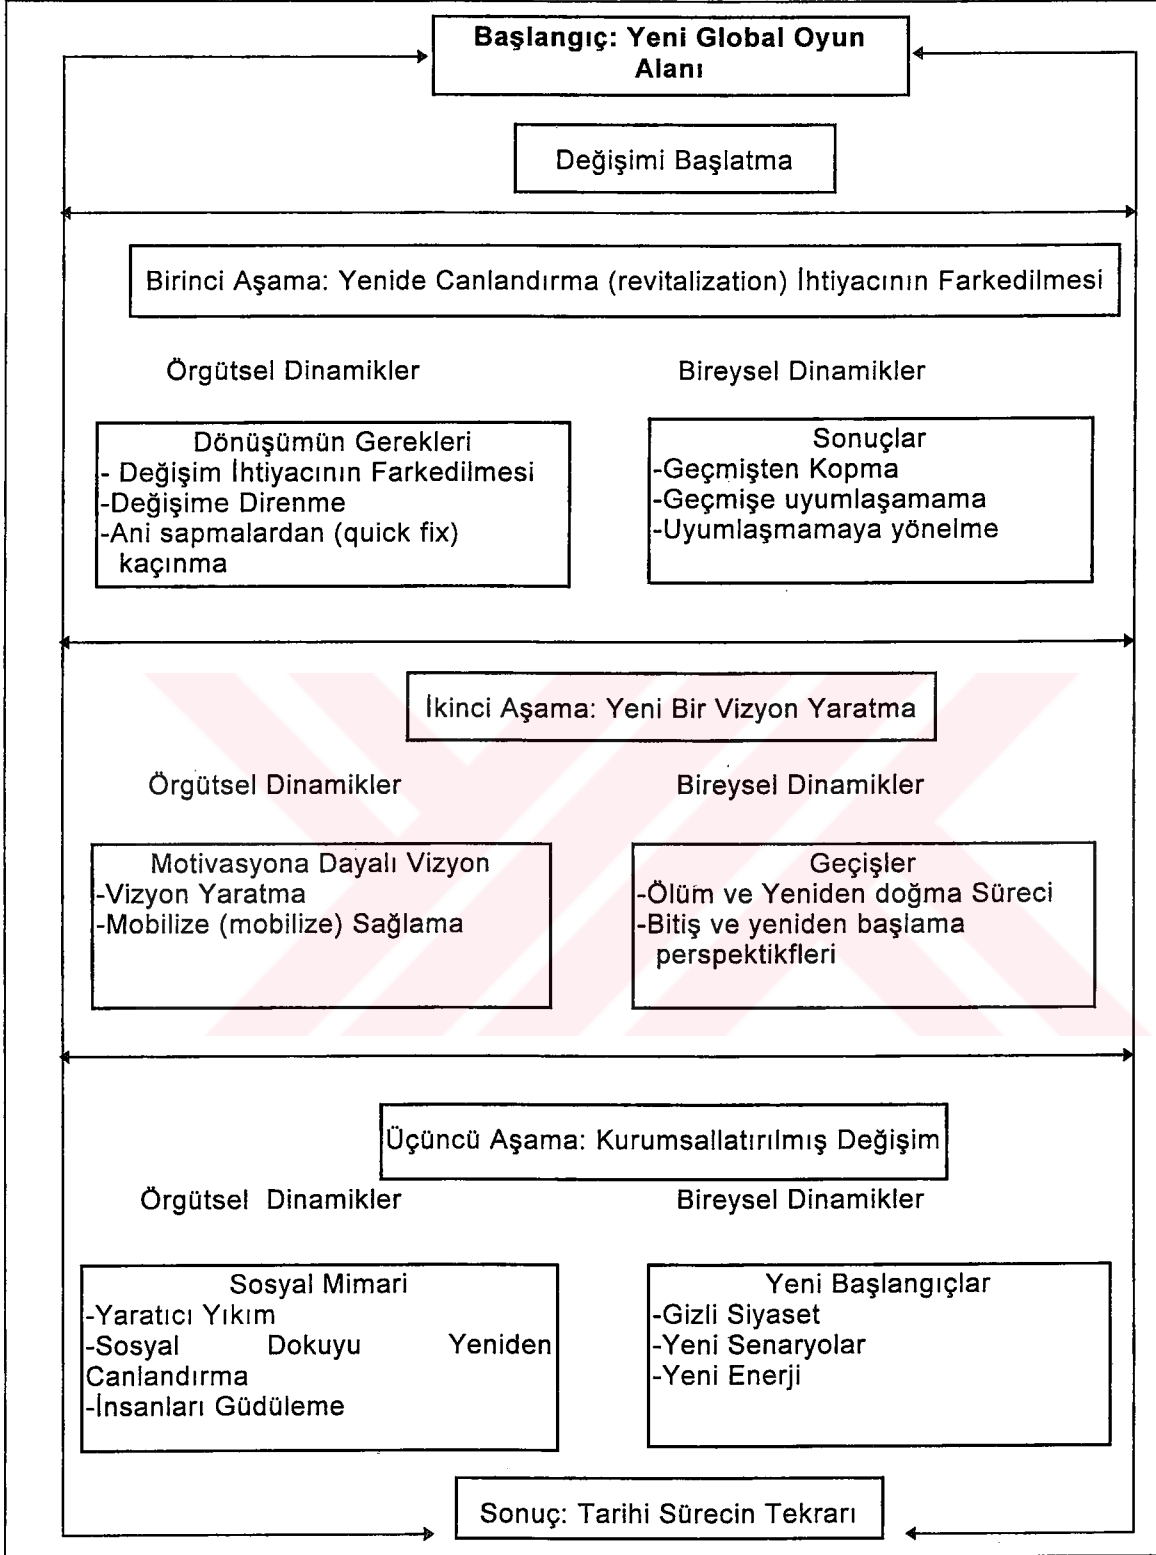 Başlangıç: Yeni Global Oyun
Alanı
Değişimi Başlatma
Birinci Aşama: Yenide Canlandırma (revitalization) İhtiyacının Farkedilmesi
Örgütsel Dinamikler
Bireysel Dinamikler
Dönüşümün Gerekleri
- Değişim İhtiyacının Farkedilmesi
-Değişime Direnme
-Ani sapmalardan (quick fix)
kaçınma
Sonuçlar
-Geçmişten Kopma
-Geçmişe uyumlaşamama
-Uyumlaşmamaya yönelme
İkinci Aşama: Yeni Bir Vizyon Yaratma
Örgütsel Dinamikler
Bireysel Dinamikler
Motivasyona Dayalı Vizyon
-Vizyon Yaratma
-Mobilize (mobilize) Sağlama
Geçişler
-Ölüm ve Yeniden doğma Süreci
-Bitiş ve yeniden başlama
perspektikfleri
Üçüncü Aşama: Kurumsallatırılmış Değişim
Örgütsel Dinamikler
Bireysel Dinamikler
Sosyal Mimari
-Yaratıcı Yıkım
-Sosyal Dokuyu Yeniden
Canlandırma
-İnsanları Güdüleme
Yeni Başlangıçlar
-Gizli Siyaset
-Yeni Senaryolar
-Yeni Enerji
Sonuç: Tarihi Sürecin Tekrarı